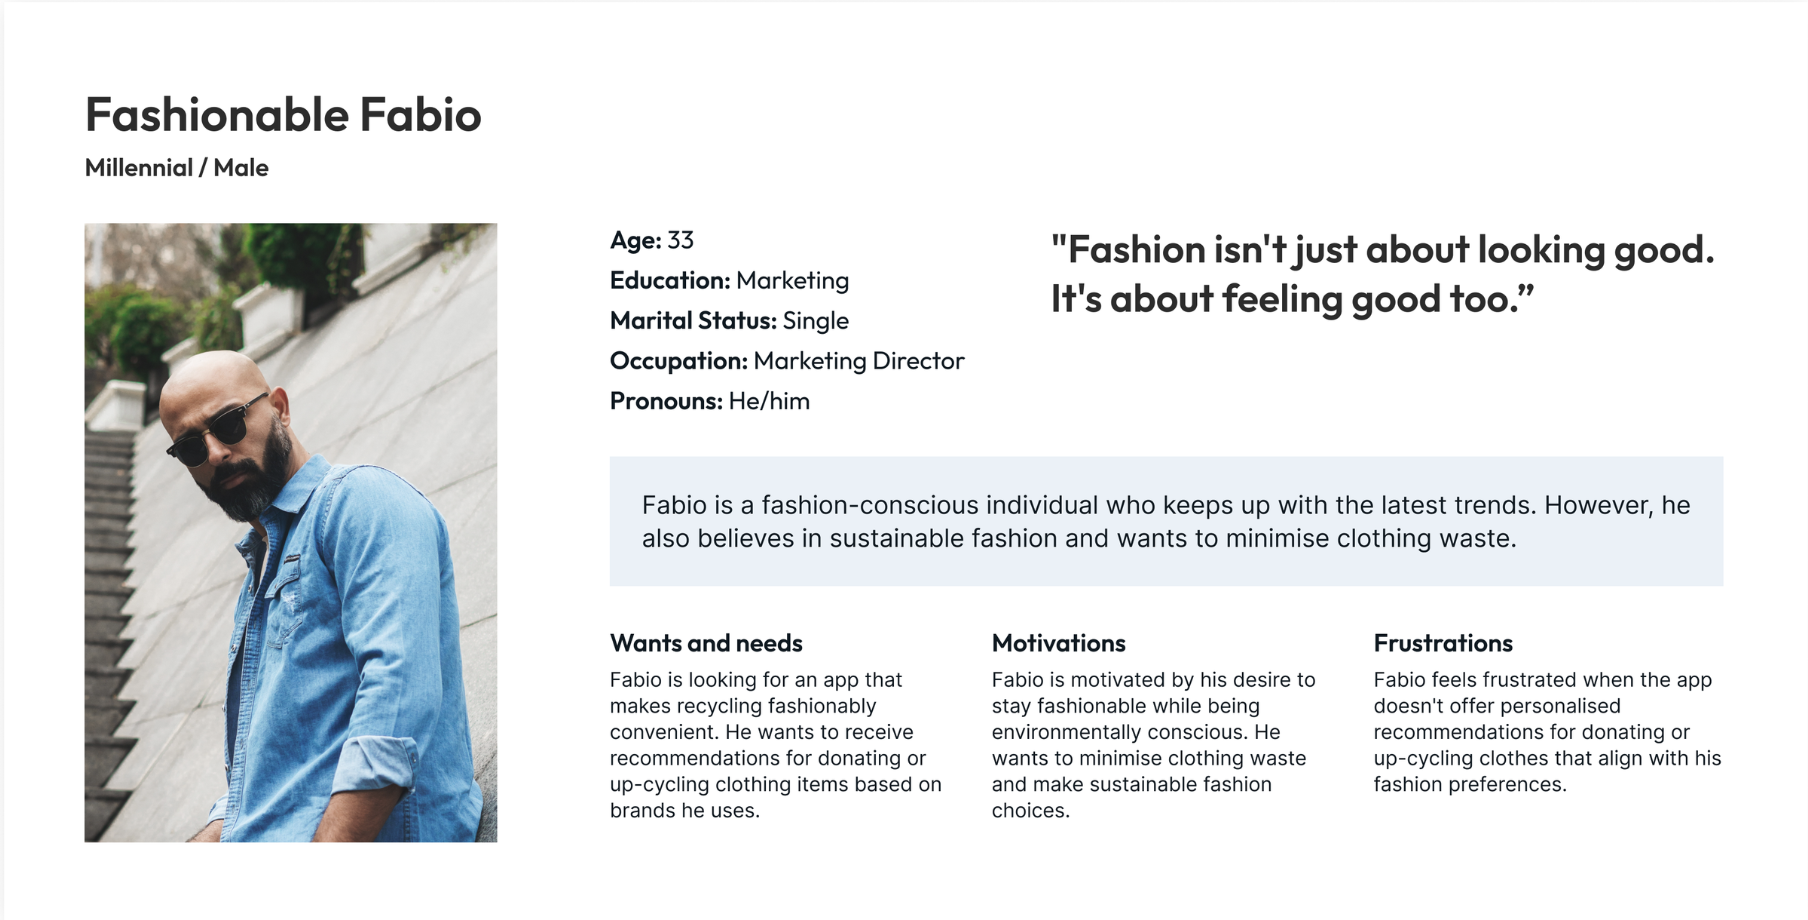 Fashionable Fabio
Millennial / Male
Age: 33
Education: Marketing
Marital Status: Single
Occupation: Marketing Director
Pronouns: He/him
"Fashion isn't just about looking good.
It's about feeling good too.”
Fabio is a fashion-conscious individual who keeps up with the latest trends. However, he
also believes in sustainable fashion and wants to minimise clothing waste.
Wants and needs
Fabio is looking for an app that
makes recycling fashionably
convenient. He wants to receive
recommendations for donating or
up-cycling clothing items based on
brands he uses.
Motivations
Fabio is motivated by his desire to
stay fashionable while being
environmentally conscious. He
wants to minimise clothing waste
and make sustainable fashion
choices.
Frustrations
Fabio feels frustrated when the app
doesn't offer personalised
recommendations for donating or
up-cycling clothes that align with his
fashion preferences.